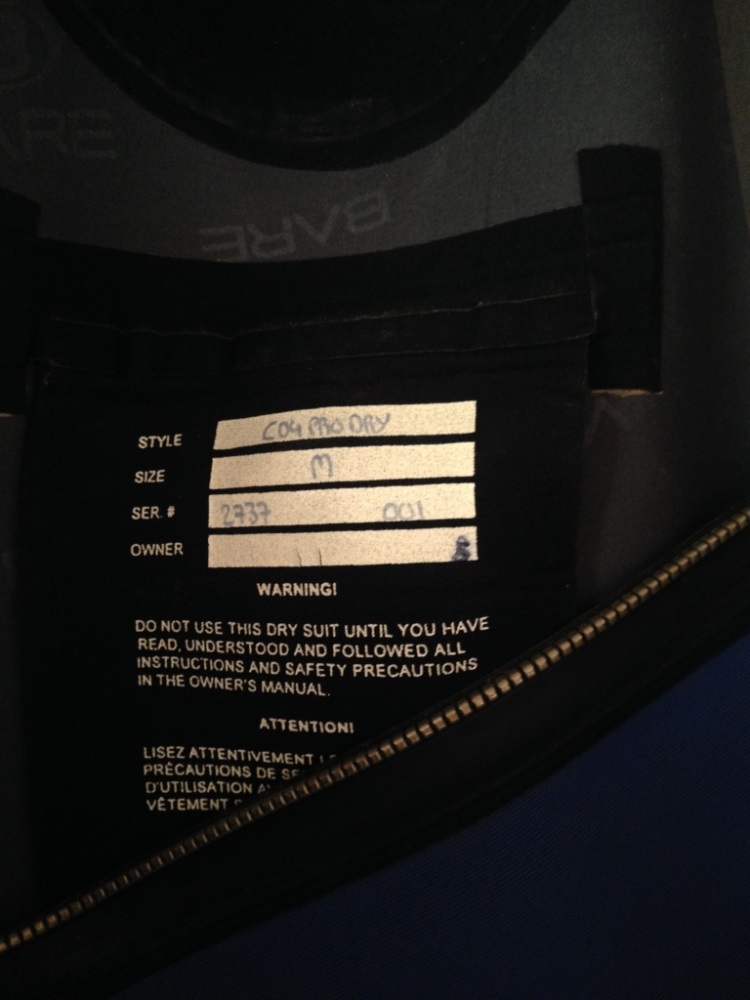 ARE
BARE
STYLE CD4 PRO DRY
SIZE M
SER. # 2737 001
OWNER
WARNING!
DO NOT USE THIS DRY SUIT UNTIL YOU HAVE
READ, UNDERSTOOD AND FOLLOWED ALL
INSTRUCTIONS AND SAFETY PRECAUTIONS
IN THE OWNER'S MANUAL.
ATTENTION!
LISEZ ATTENTIVEMENT
PRÉCAUTIONS DE
D'UTILISATION
VÊTEMENT